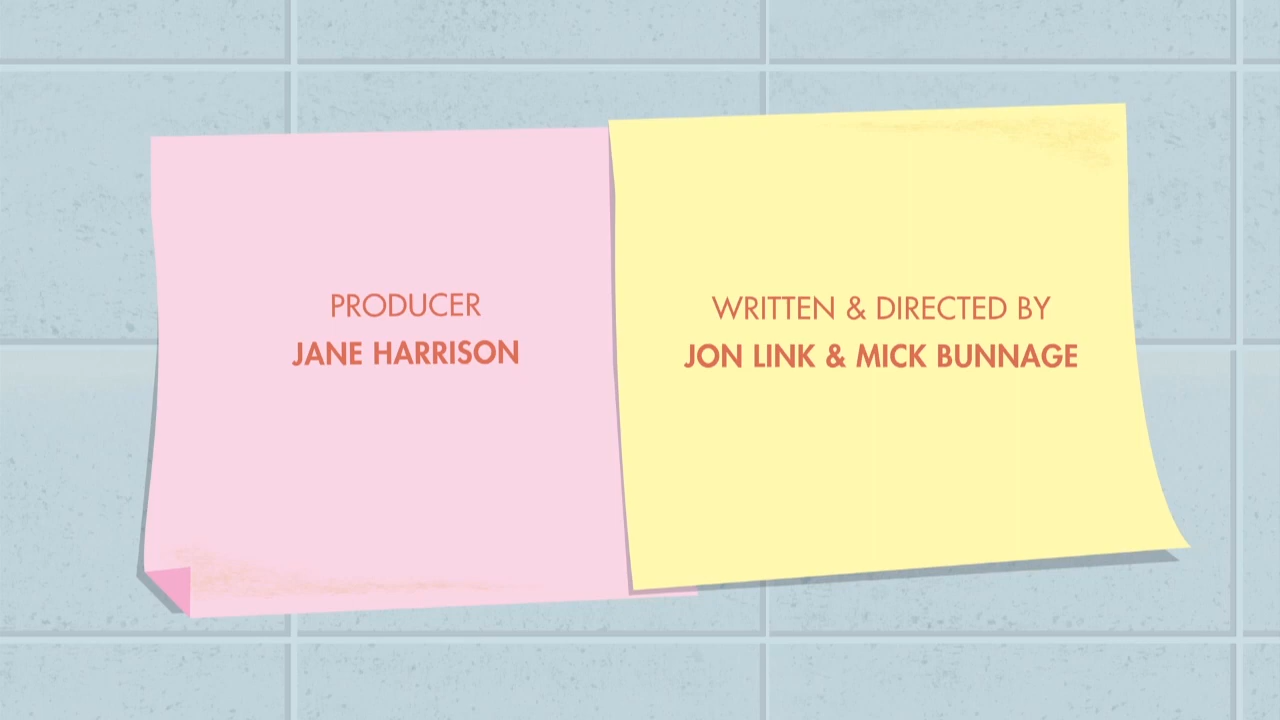 PRODUCER
JANE HARRISON
WRITTEN & DIRECTED BY
JON LINK & MICK BUNNAGE